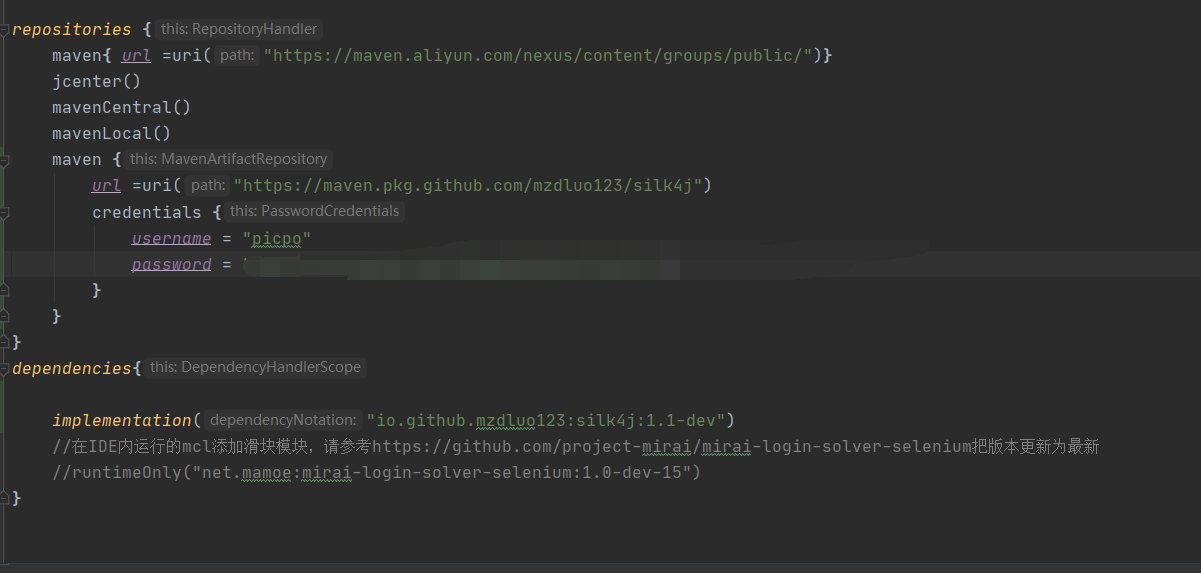 repositories { this: RepositoryHandler
maven{ url =uri( path: "https://maven.aliyun.com/nexus/content/groups/public/")}
jcenter()
mavenCentral()
mavenLocal()
maven { this: MavenArtifactRepository
url =uri( path: "https://maven.pkg.github.com/mzdluo123/silk4j")
credentials { this: PasswordCredentials
username = "picpo"
password =
}
}
}
dependencies{ this: DependencyHandlerScope
implementation( dependencyNotation: "io.github.mzdluo123:silk4j:1.1-dev")
//在IDE内运行的mcl添加滑块模块，请参考https://github.com/project-mirai/mirai-login-solver-selenium把版本更新为最新
//runtimeOnly("net.mamoe:mirai-login-solver-selenium:1.0-dev-15")
}